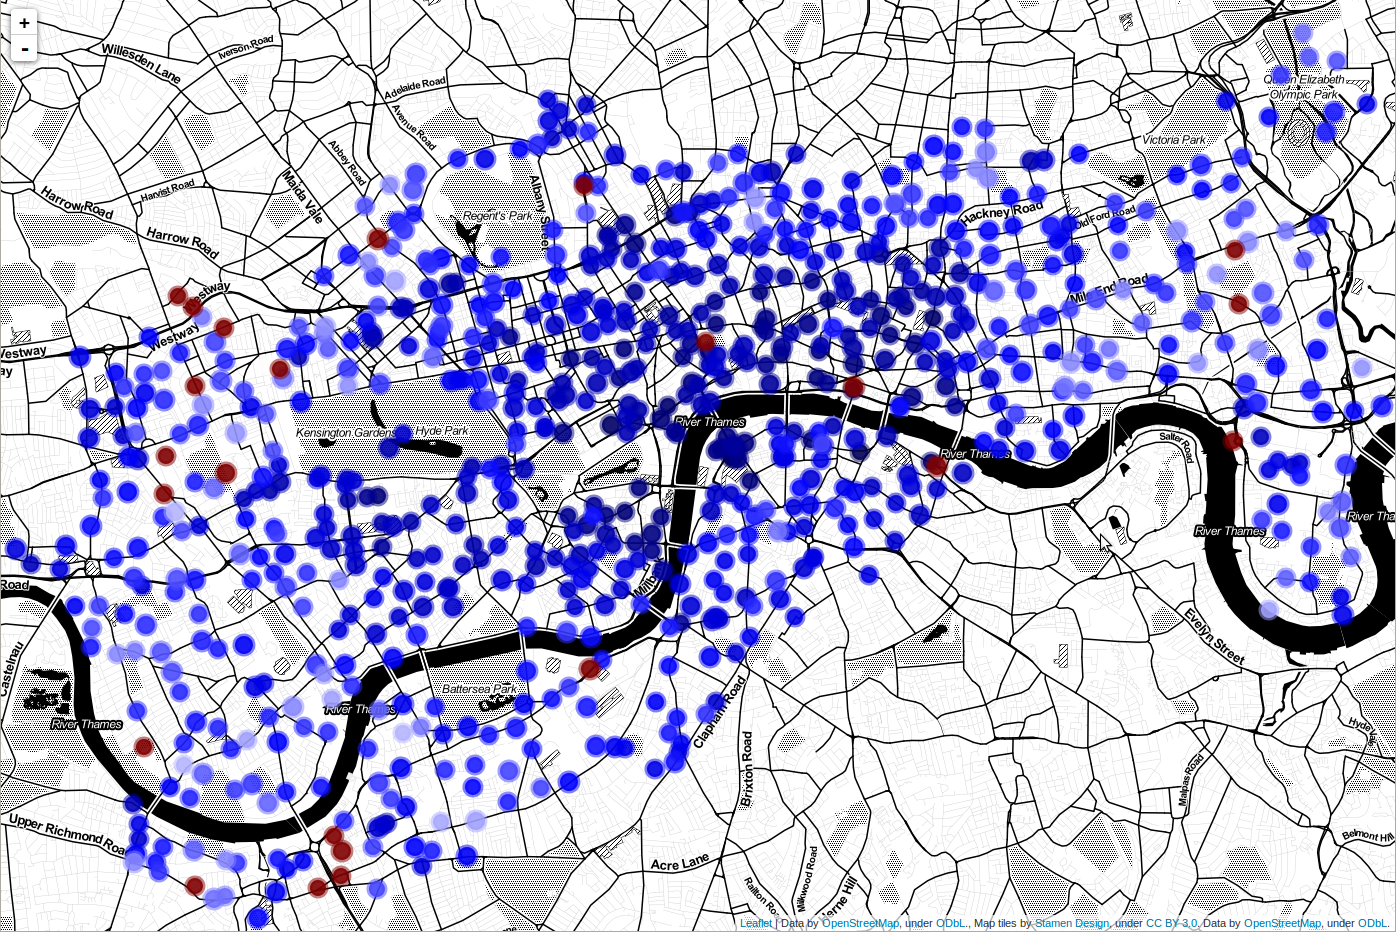 +
-
Willesden Lane
Iverson Road
Adelaide Road
Avenue Road
Abbey Road
Queen Elizabeth
Olympic Park
Victoria Park
Harvist Road
Maida Vale
Harrow Road
Harrow Road
Albany Street
Regent's Park
Hackney Road
Old Ford Road
Westway
Westway
Westway
ay
Mile End Road
Kensington Gardens
Hyde Park
River Thames
River Thames
Salter Road
River Thames
River Tha
Road
Millb
Castelnau
Evelyn Street
Battersea Park
River Thames
River Thames
Clapham Road
Brixton Road
Hyde Vale
Malpas Road
Upper Richmond Road
Belmont Hill
Acre Lane
Railton Ro
Milkwood Road
Herne Hill
Leaflet | Data by OpenStreetMap, under ODbL., Map tiles by Stamen Design, under CC BY 3.0. Data by OpenStreetMap, under ODbL.